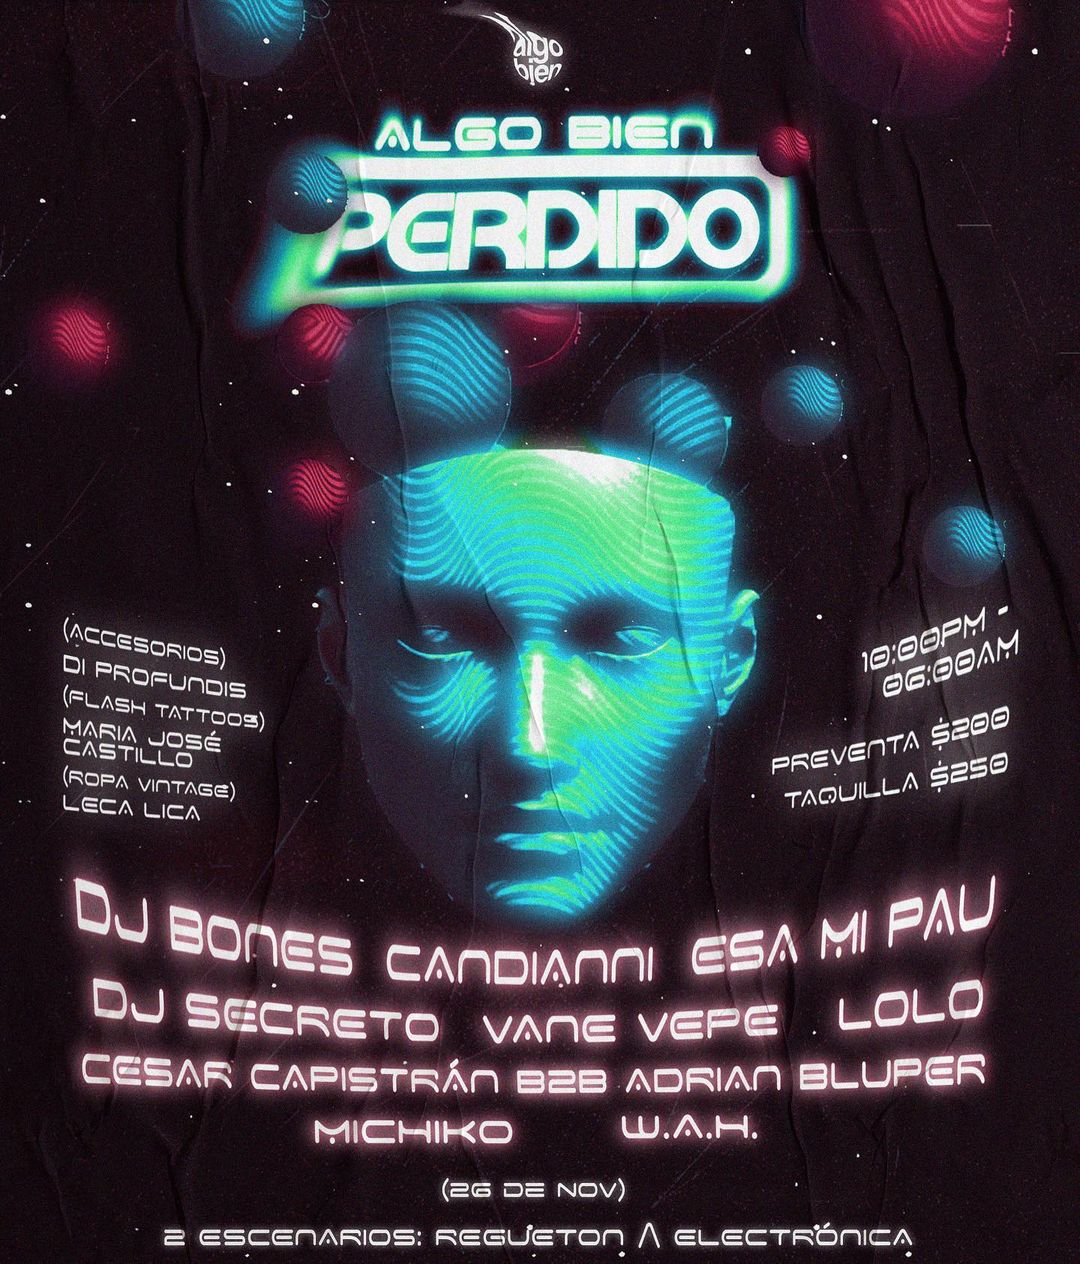 algo
bien
ALGO BIEN
PERDIDO
(ACCESORIOS)
DI PROFUNDIS
(FLASH TATTOOS)
MARIA JOSÉ
CASTILLO
(ROPA VINTAGE)
LECA LICA
10:00PM -
06:00AM
PREVENTA $200
TAQUILLA $250
DJ BONES CANDIANNI ESA MI PAU
DJ SECRETO VANE VEPE LOLO
CESAR CAPISTRÁN B2B ADRIAN BLUPER
MICHIKO W.A.H.
(26 DE NOV)
2 ESCENARIOS: REGUETON /\ ELECTRÓNICA